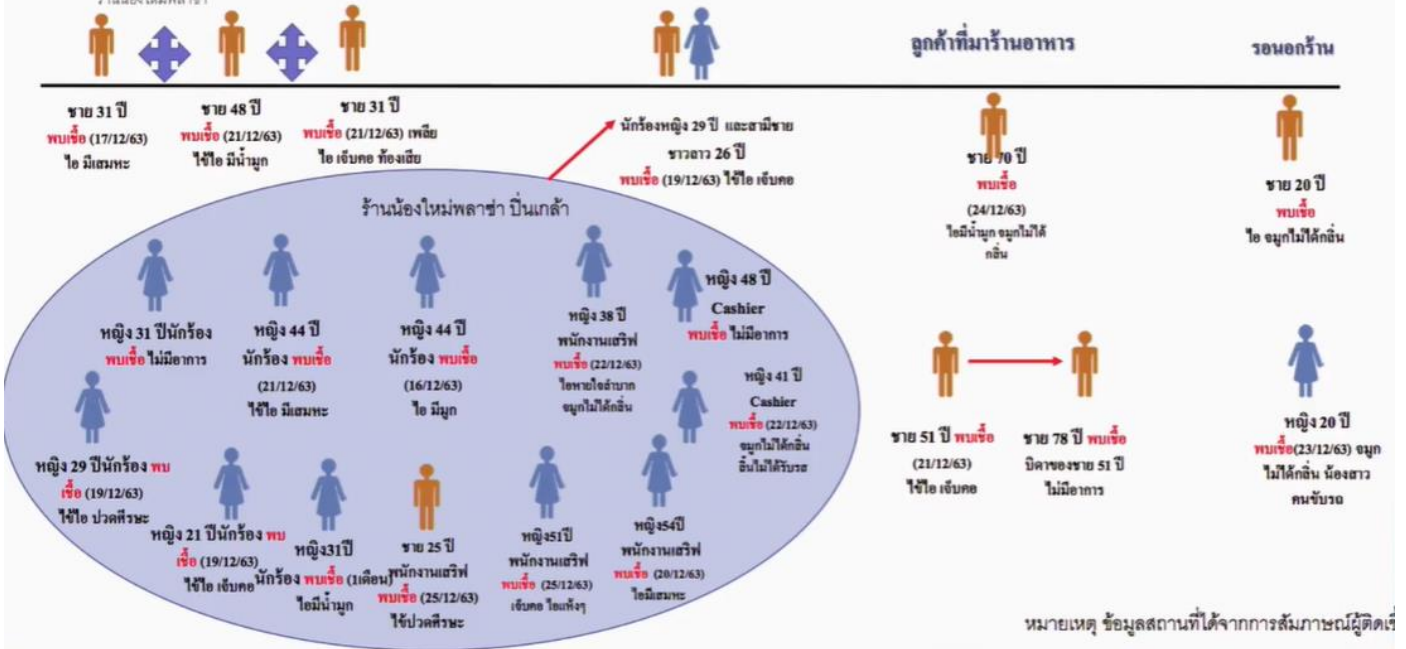 ร้านน้องใหม่พลาซ่า
ลูกค้าที่มาร้านอาหาร
รอนอกร้าน
ชาย 31 ปี
พบเชื้อ (17/12/63)
ไอ มีเสมหะ
ชาย 48 ปี
พบเชื้อ (21/12/63)
ไข้ไอ มีน้ำมูก
ชาย 31 ปี
พบเชื้อ (21/12/63) เพลีย
ไอ เจ็บคอ ท้องเสีย
นักร้องหญิง 29 ปี และสามีชาย
ชาวลาว 26 ปี
พบเชื้อ (19/12/63) ไข้ไอ เจ็บคอ
ชาย 70 ปี
พบเชื้อ
(24/12/63)
ไอมีน้ำมูก จมูกไม่ได้
กลิ่น
ชาย 20 ปี
พบเชื้อ
ไอ จมูกไม่ได้กลิ่น
ร้านน้องใหม่พลาซ่า ปิ่นเกล้า
หญิง 31 ปีนักร้อง
พบเชื้อ ไม่มีอาการ
หญิง 44 ปี
นักร้อง พบเชื้อ
(21/12/63)
ไข้ไอ มีเสมหะ
หญิง 44 ปี
นักร้อง พบเชื้อ
(16/12/63)
ไอ มีมูก
หญิง 38 ปี
พนักงานเสริฟ
พบเชื้อ (22/12/63)
ไอหายใจลำบาก
จมูกไม่ได้กลิ่น
หญิง 48 ปี
Cashier
พบเชื้อ ไม่มีอาการ
หญิง 41 ปี
Cashier
พบเชื้อ (22/12/63)
จมูกไม่ได้กลิ่น
ลิ้นไม่ได้รับรส
หญิง 29 ปีนักร้อง พบ
เชื้อ (19/12/63)
ไข้ไอ ปวดศีรษะ
หญิง 21 ปีนักร้อง พบ
เชื้อ (19/12/63)
ไข้ไอ เจ็บคอ
หญิง31ปี
นักร้อง พบเชื้อ (1เดือน)
ไอมีน้ำมูก
ชาย 25 ปี
พนักงานเสริฟ
พบเชื้อ (25/12/63)
ไข้ปวดศีรษะ
หญิง51ปี
พนักงานเสริฟ
พบเชื้อ (25/12/63)
เจ็บคอ ไอแห้งๆ
หญิง54ปี
พนักงานเสริฟ
พบเชื้อ (20/12/63)
ไอมีเสมหะ
ชาย 51 ปี พบเชื้อ
(21/12/63)
ไข้ไอ เจ็บคอ
ชาย 78 ปี พบเชื้อ
บิดาของชาย 51 ปี
ไม่มีอาการ
หญิง 20 ปี
พบเชื้อ(23/12/63) จมูก
ไม่ได้กลิ่น น้องสาว
คนขับรถ
หมายเหตุ ข้อมูลสถานที่ได้จากการสัมภาษณ์ผู้ติดเชื้